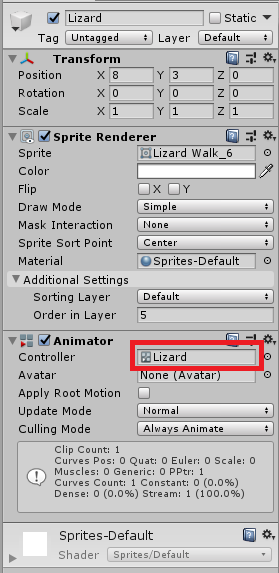 Lizard Static
Tag Untagged Layer Default
Transform
Position X 8 Y 3 Z 0
Rotation X 0 Y 0 Z 0
Scale X 1 Y 1 Z 1
Sprite Renderer
Sprite Lizard Walk_6
Color
Flip X Y
Draw Mode Simple
Mask Interaction None
Sprite Sort Point Center
Material Sprites-Default
Additional Settings
Sorting Layer Default
Order in Layer 5
Animator
Controller Lizard
Avatar None (Avatar)
Apply Root Motion
Update Mode Normal
Culling Mode Always Animate
Clip Count: 1
Curves Pos: 0 Quat: 0 Euler: 0 Scale: 0
Muscles: 0 Generic: 0 PPtr: 1
Curves Count: 1 Constant: 0 (0.0%)
Dense: 0 (0.0%) Stream: 1 (100.0%)
Sprites-Default
Shader Sprites/Default